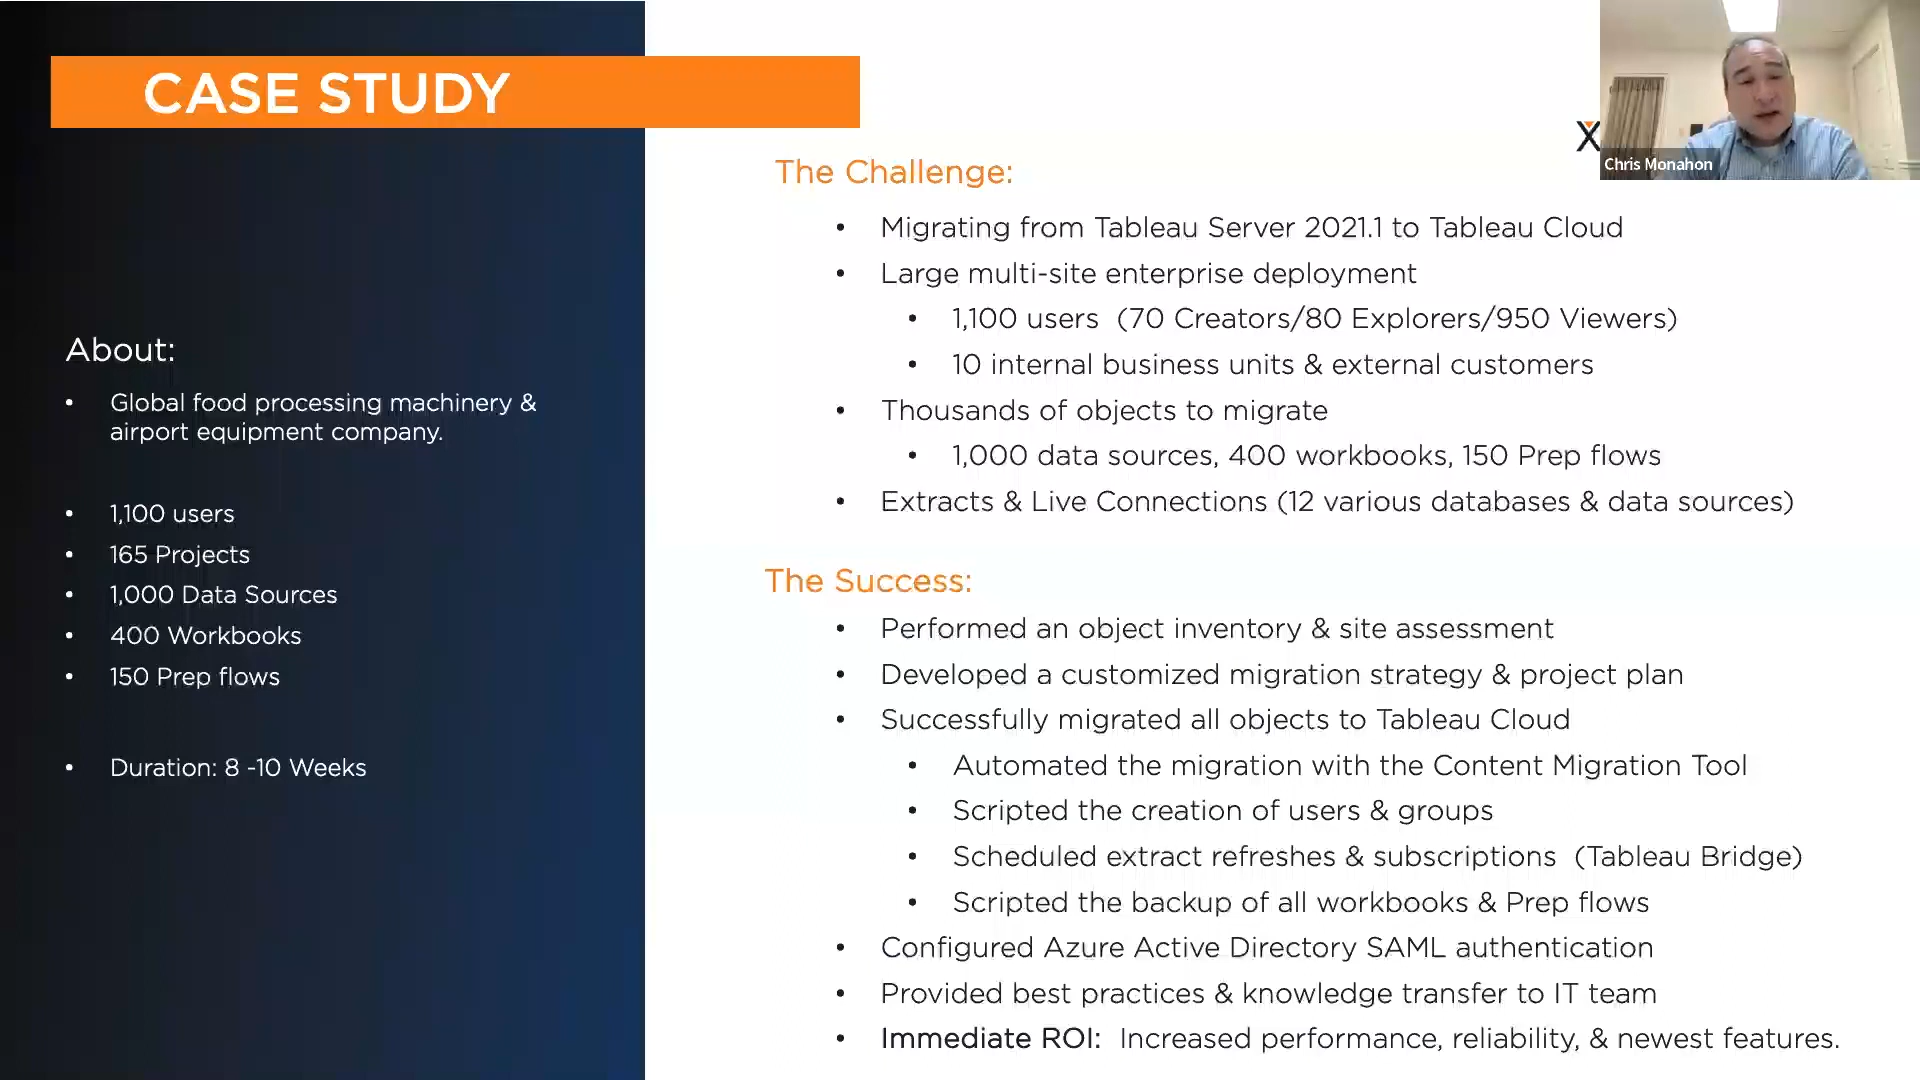 CASE STUDY
About:
• Global food processing machinery &
airport equipment company.
• 1,100 users
• 165 Projects
• 1,000 Data Sources
• 400 Workbooks
• 150 Prep flows
• Duration: 8 -10 Weeks
X
Chris Monahon
The Challenge:
• Migrating from Tableau Server 2021.1 to Tableau Cloud
• Large multi-site enterprise deployment
• 1,100 users (70 Creators/80 Explorers/950 Viewers)
• 10 internal business units & external customers
• Thousands of objects to migrate
• 1,000 data sources, 400 workbooks, 150 Prep flows
• Extracts & Live Connections (12 various databases & data sources)
The Success:
• Performed an object inventory & site assessment
• Developed a customized migration strategy & project plan
• Successfully migrated all objects to Tableau Cloud
• Automated the migration with the Content Migration Tool
• Scripted the creation of users & groups
• Scheduled extract refreshes & subscriptions (Tableau Bridge)
• Scripted the backup of all workbooks & Prep flows
• Configured Azure Active Directory SAML authentication
• Provided best practices & knowledge transfer to IT team
• Immediate ROI: Increased performance, reliability, & newest features.